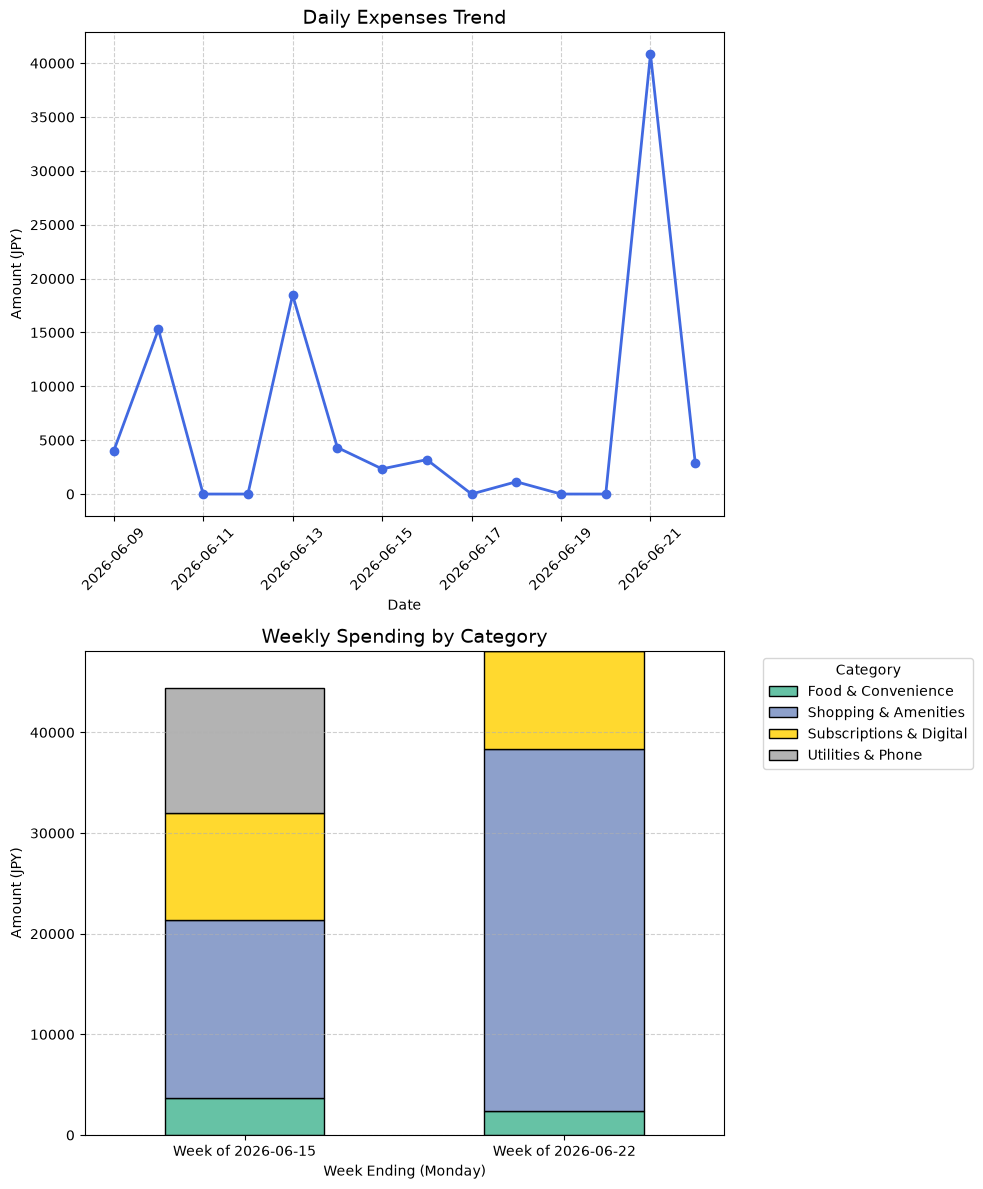 Daily Expenses Trend
40000
35000
30000
25000
20000
15000
10000
5000
0
Amount (JPY)
2026-06-09
2026-06-11
2026-06-13
2026-06-15
2026-06-17
2026-06-19
2026-06-21
Date
Weekly Spending by Category
40000
30000
20000
10000
0
Amount (JPY)
Week of 2026-06-15
Week of 2026-06-22
Week Ending (Monday)
Category
Food & Convenience
Shopping & Amenities
Subscriptions & Digital
Utilities & Phone